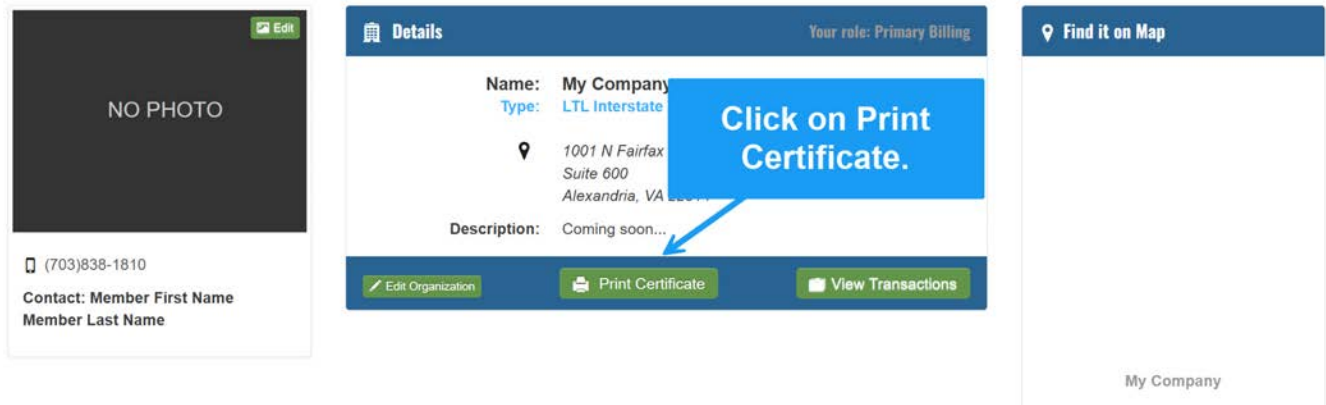 Edit
NO PHOTO
(703)838-1810
Contact: Member First Name
Member Last Name
Details
Your role: Primary Billing
Name: My Company
Type: LTL Interstate
1001 N Fairfax
Suite 600
Alexandria, VA
Description: Coming soon...
Click on Print
Certificate.
Edit Organization
Print Certificate
View Transactions
Find it on Map
My Company